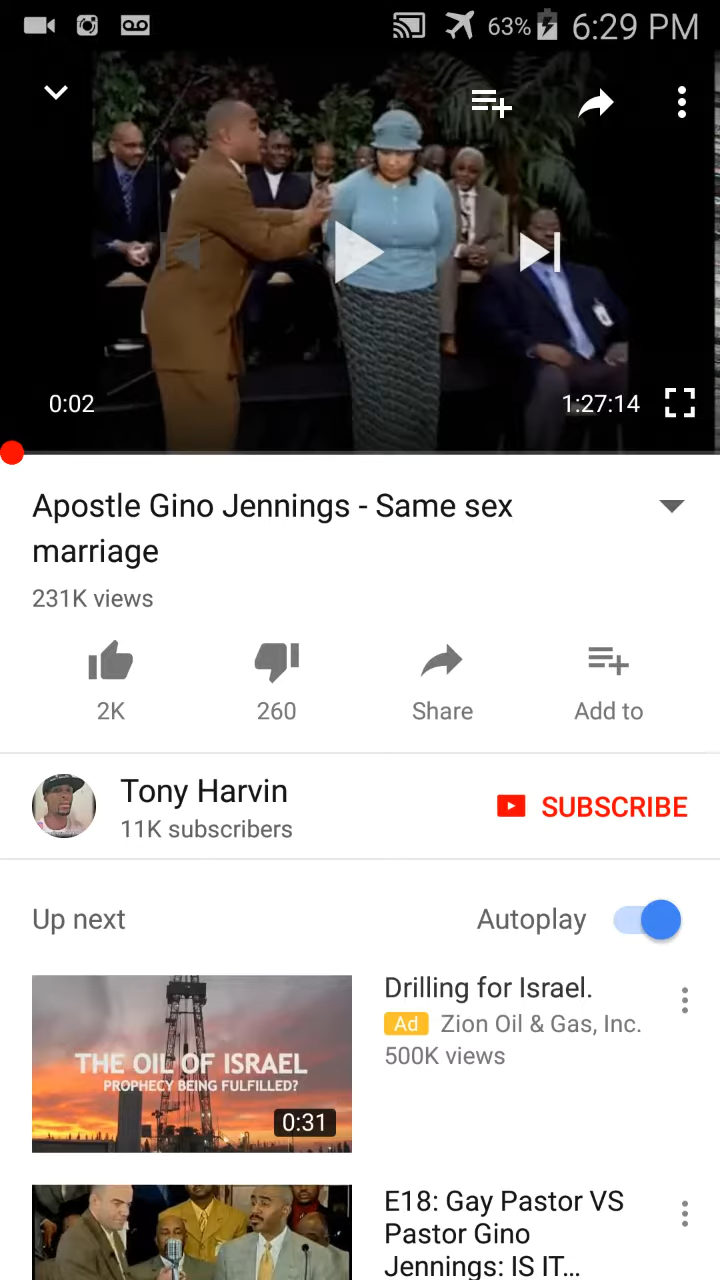 63% 6:29 PM
0:02
1:27:14
Apostle Gino Jennings - Same sex
marriage
231K views
2K
260
Share
Add to
Tony Harvin
11K subscribers
SUBSCRIBE
Up next
Autoplay
THE OIL OF ISRAEL
PROPHECY BEING FULFILLED?
0:31
Drilling for Israel.
Ad Zion Oil & Gas, Inc.
500K views
E18: Gay Pastor VS
Pastor Gino
Jennings: IS IT...